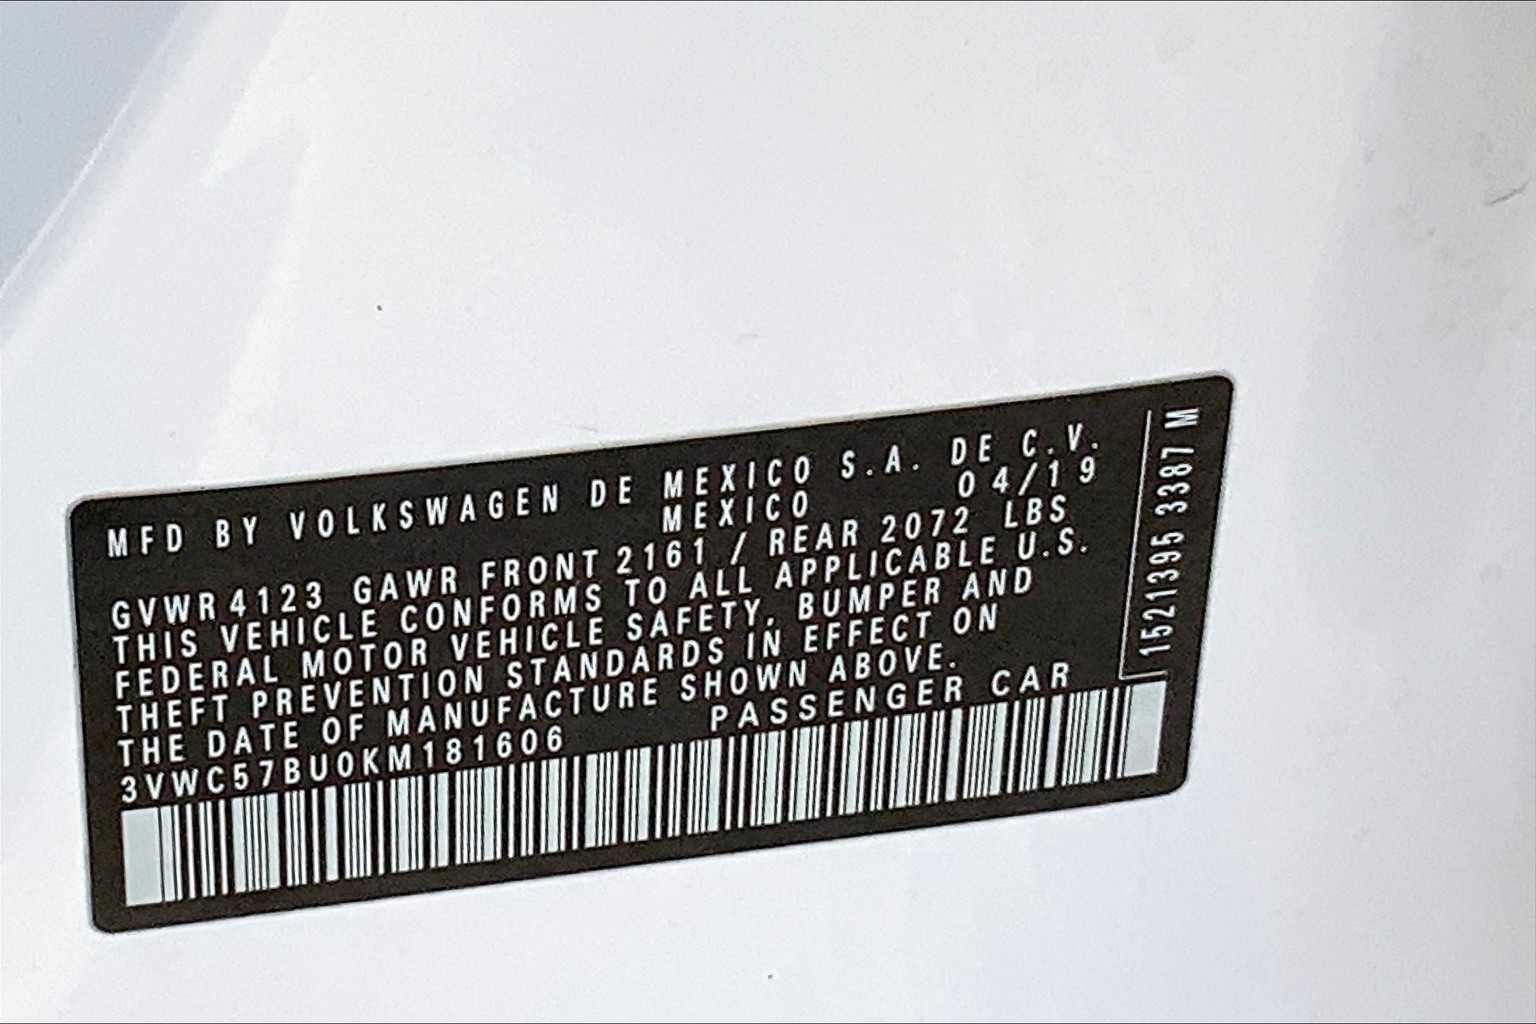 MFD BY VOLKSWAGEN DE MEXICO S.A. DE C.V.
MEXICO 04/19
GVWR 4123 GAWR FRONT 2161 / REAR 2072 LBS
THIS VEHICLE CONFORMS TO ALL APPLICABLE U.S.
FEDERAL MOTOR VEHICLE SAFETY, BUMPER AND
THEFT PREVENTION STANDARDS IN EFFECT ON
THE DATE OF MANUFACTURE SHOWN ABOVE.
3VWC57BU0KM181606 PASSENGER CAR
1521395 3387 M